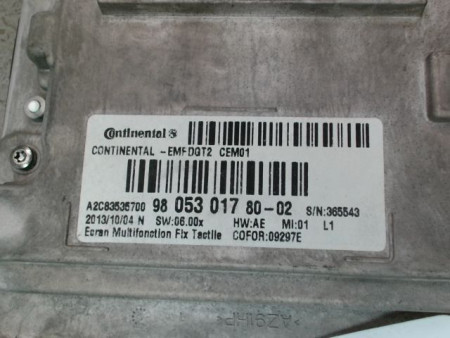 Continental
CONTINENTAL -EMFDGT2 CEM01
A2C83535700 98 053 017 80-02 S/N:365543
2013/10/04 N SW:06.00x HW:AE MI:01 L1
Ecran Multifonction Fix Tactile COFOR:09297E